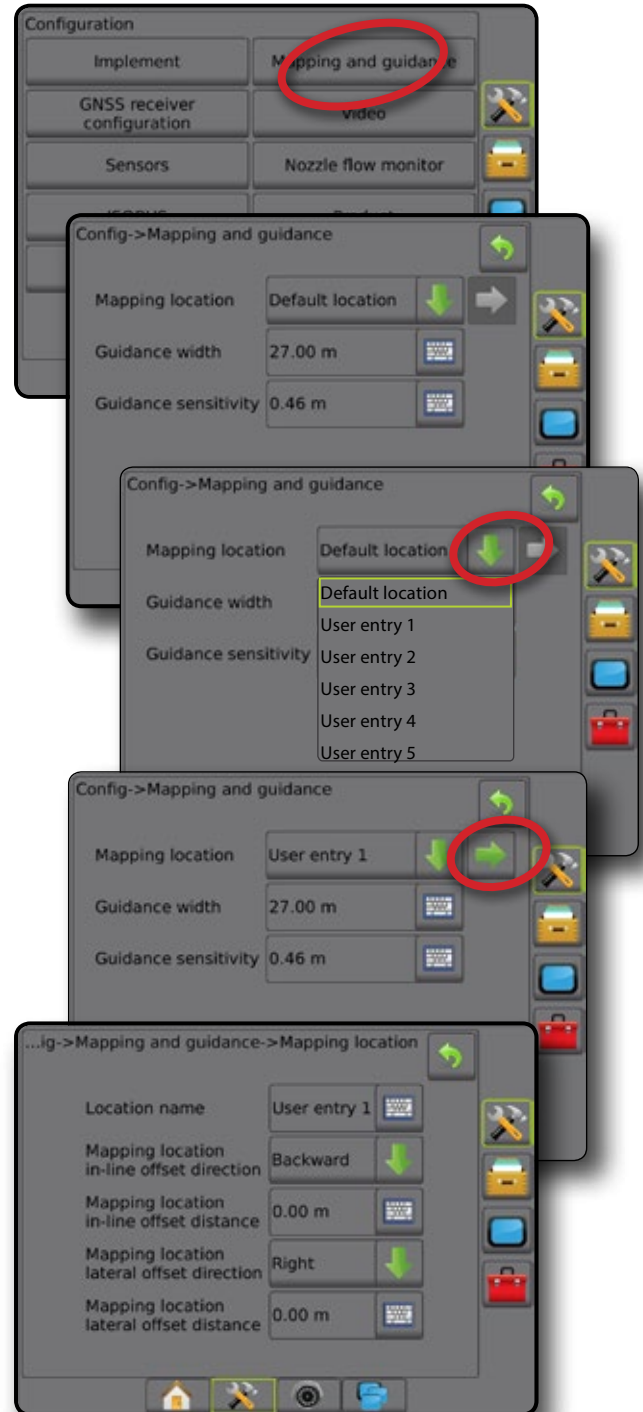 Configuration
Implement
Mapping and guidance
GNSS receiver
configuration
Video
Sensors
Nozzle flow monitor
Config->Mapping and guidance
Mapping location
Default location
Guidance width
27.00 m
Guidance sensitivity
0.46 m
Config->Mapping and guidance
Mapping location
Default location
Guidance width
Guidance sensitivity
Default location
User entry 1
User entry 2
User entry 3
User entry 4
User entry 5
Config->Mapping and guidance
Mapping location
User entry 1
Guidance width
27.00 m
Guidance sensitivity
0.46 m
...ig->Mapping and guidance->Mapping location
Location name
User entry 1
Mapping location
in-line offset direction
Backward
Mapping location
in-line offset distance
0.00 m
Mapping location
lateral offset direction
Right
Mapping location
lateral offset distance
0.00 m